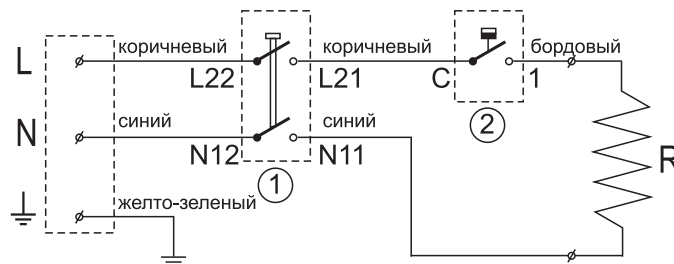 L
коричневый
L22
коричневый
L21
C
бордовый
1
N
синий
N12
синий
N11
1
2
R
желто-зеленый